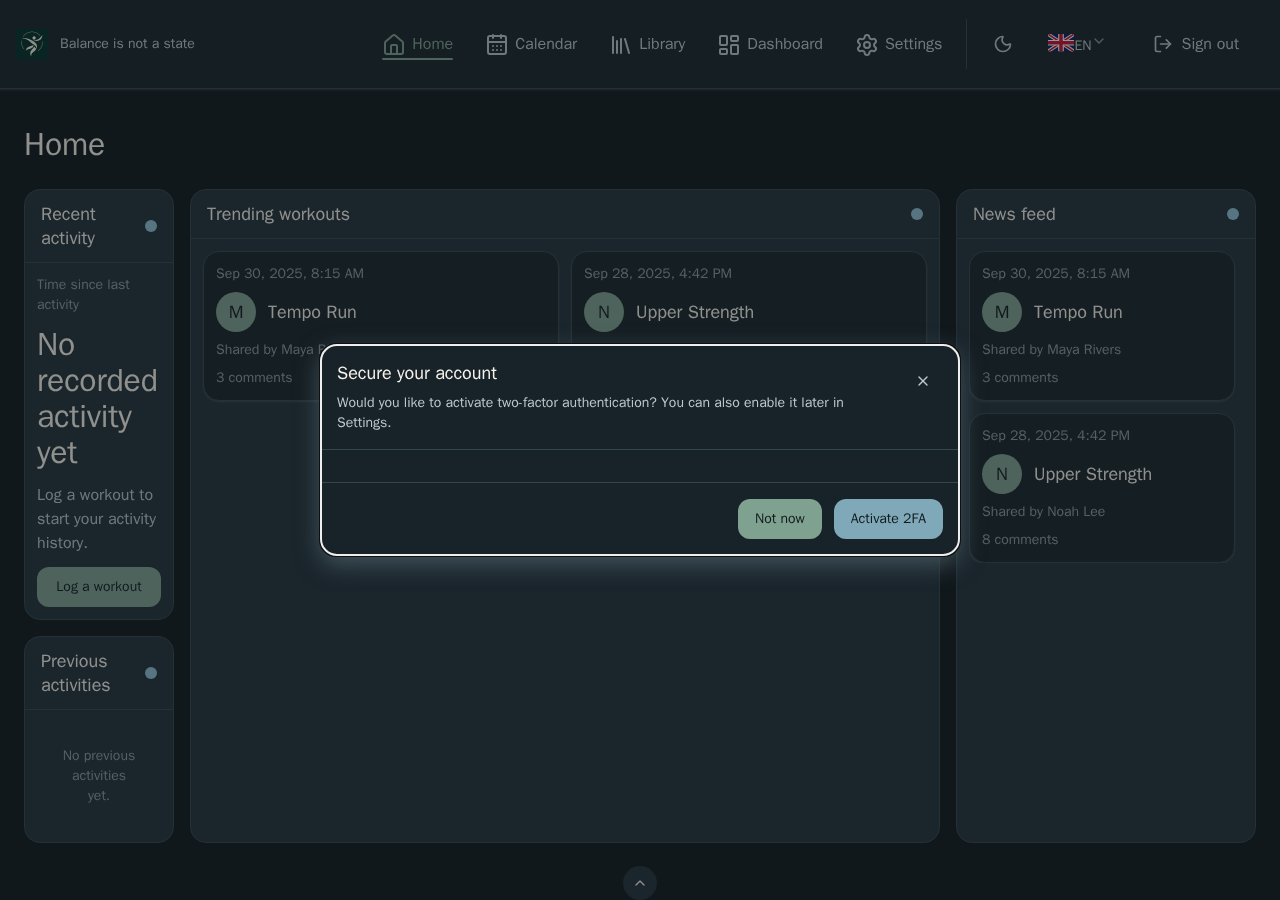 Balance is not a state
Home
Calendar
Library
Dashboard
Settings
EN
Sign out
Home
Recent
activity
Time since last
activity
No
recorded
activity
yet
Log a workout to
start your activity
history.
Log a workout
Previous
activities
No previous
activities
yet.
Trending workouts
Sep 30, 2025, 8:15 AM
M
Tempo Run
Shared by Maya
3 comments
Sep 28, 2025, 4:42 PM
N
Upper Strength
Secure your account
Would you like to activate two-factor authentication? You can also enable it later in
Settings.
Not now
Activate 2FA
News feed
Sep 30, 2025, 8:15 AM
M
Tempo Run
Shared by Maya Rivers
3 comments
Sep 28, 2025, 4:42 PM
N
Upper Strength
Shared by Noah Lee
8 comments